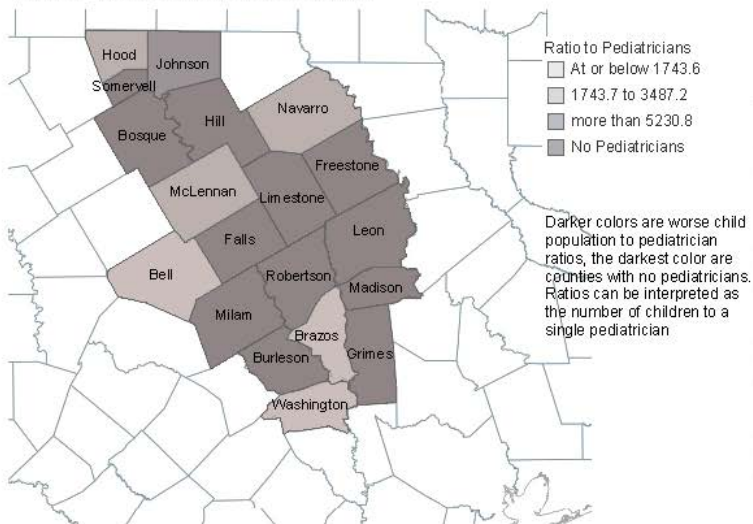 Hood
Johnson
Somervell
Navarro
Hill
Bosque
Freestone
McLennan
Limestone
Falls
Leon
Bell
Robertson
Madison
Milam
Brazos
Burleson
Grimes
Washington
Ratio to Pediatricians
At or below 1743.6
1743.7 to 3487.2
more than 5230.8
No Pediatricians
Darker colors are worse child
population to pediatrician
ratios, the darkest color are
counties with no pediatricians.
Ratios can be interpreted as
the number of children to a
single pediatrician